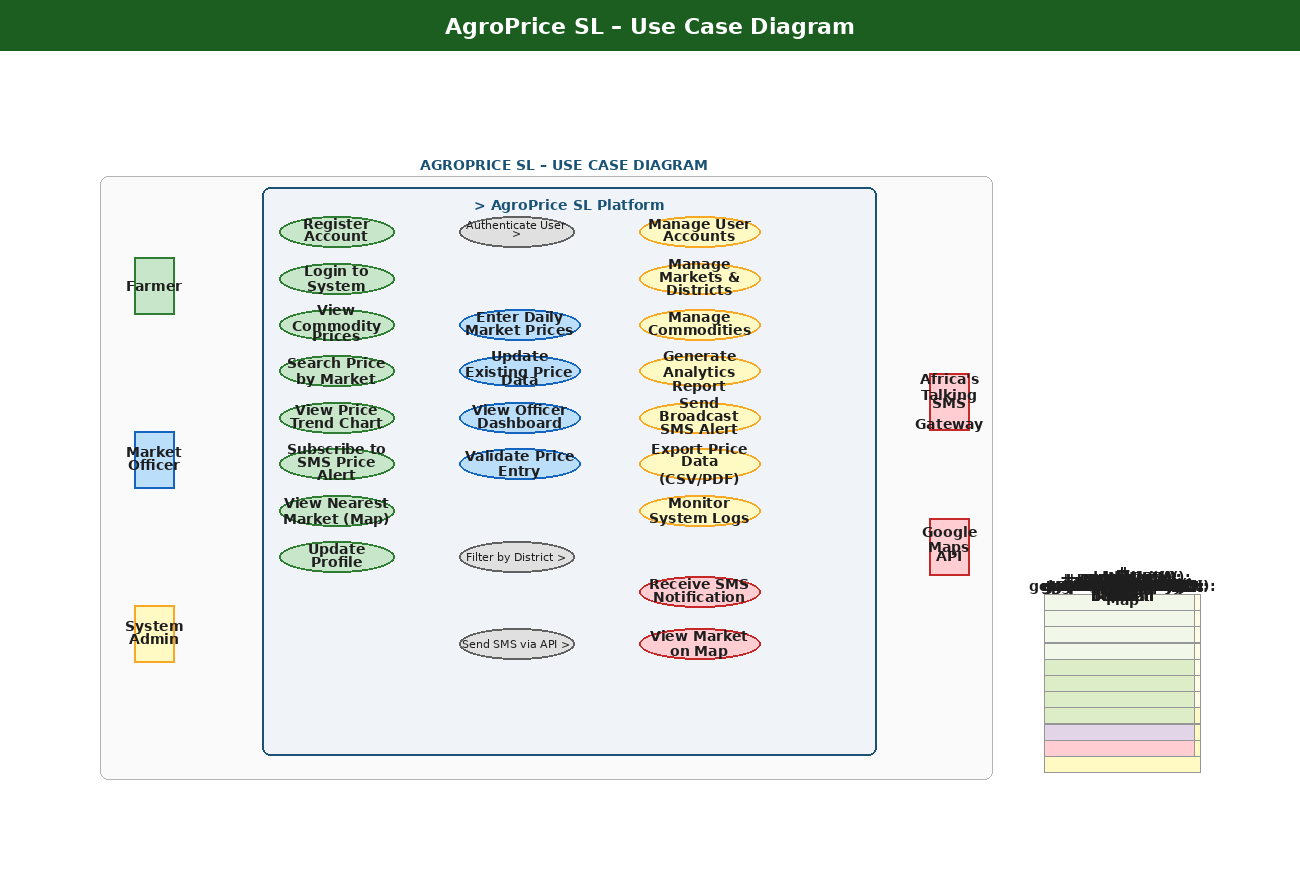 AgroPrice SL – Use Case Diagram
AGROPRICE SL – USE CASE DIAGRAM
> AgroPrice SL Platform
Farmer
Market
Officer
System
Admin
Register
Account
Login to
System
View
Commodity
Prices
Search Price
by Market
View Price
Trend Chart
Subscribe to
SMS Price
Alert
View Nearest
Market (Map)
Update
Profile
Authenticate User
>
Enter Daily
Market Prices
Update
Existing Price
Data
View Officer
Dashboard
Validate Price
Entry
Filter by District >
Send SMS via API >
Manage User
Accounts
Manage
Markets &
Districts
Manage
Commodities
Generate
Analytics
Report
Send
Broadcast
SMS Alert
Export Price
Data
(CSV/PDF)
Monitor
System Logs
Receive SMS
Notification
View Market
on Map
Africa's
Talking
SMS
Gateway
Google
Maps
API
Map